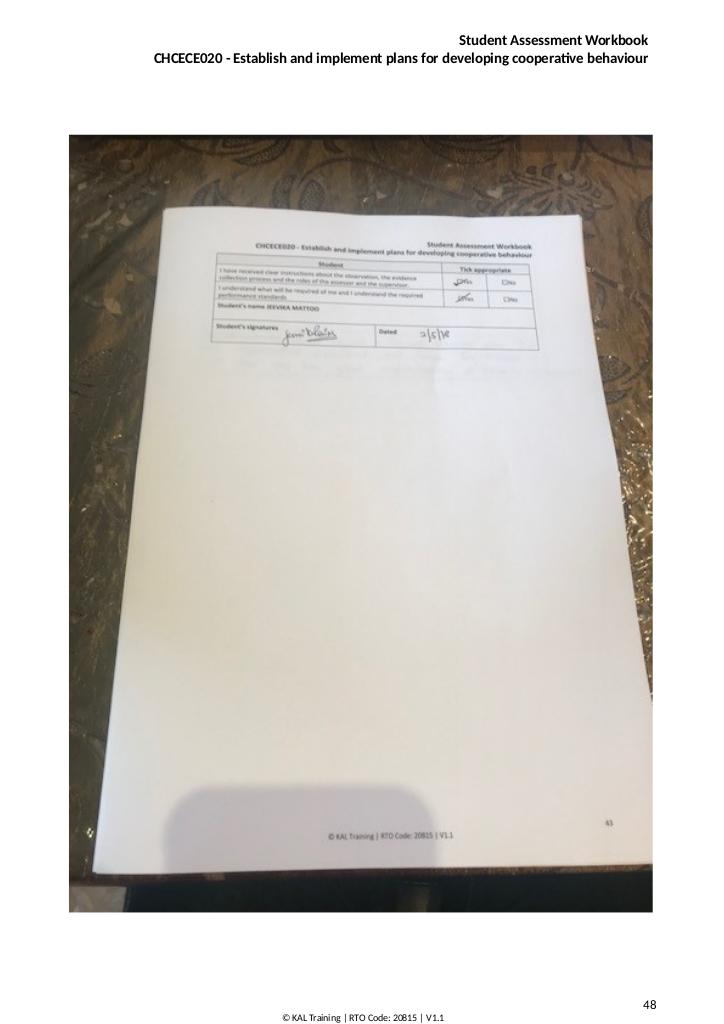 Student Assessment Workbook
CHCECE020 - Establish and implement plans for developing cooperative behaviour
Student Assessment Workbook
CHCECE020 - Establish and implement plans for developing cooperative behaviour
Student
Tick appropriate
I have received clear instructions about the observation, the evidence
collection process and the roles of the assessor and the supervisor.
☑Yes ☐No
I understand what will be required of me and I understand the required
performance standards
☑Yes ☐No
Student's name JEEVIKA MATTOO
Student's signatures
Dated 2/5/18
43
© KAL Training | RTO Code: 20815 | V1.1
48
© KAL Training | RTO Code: 20815 | V1.1